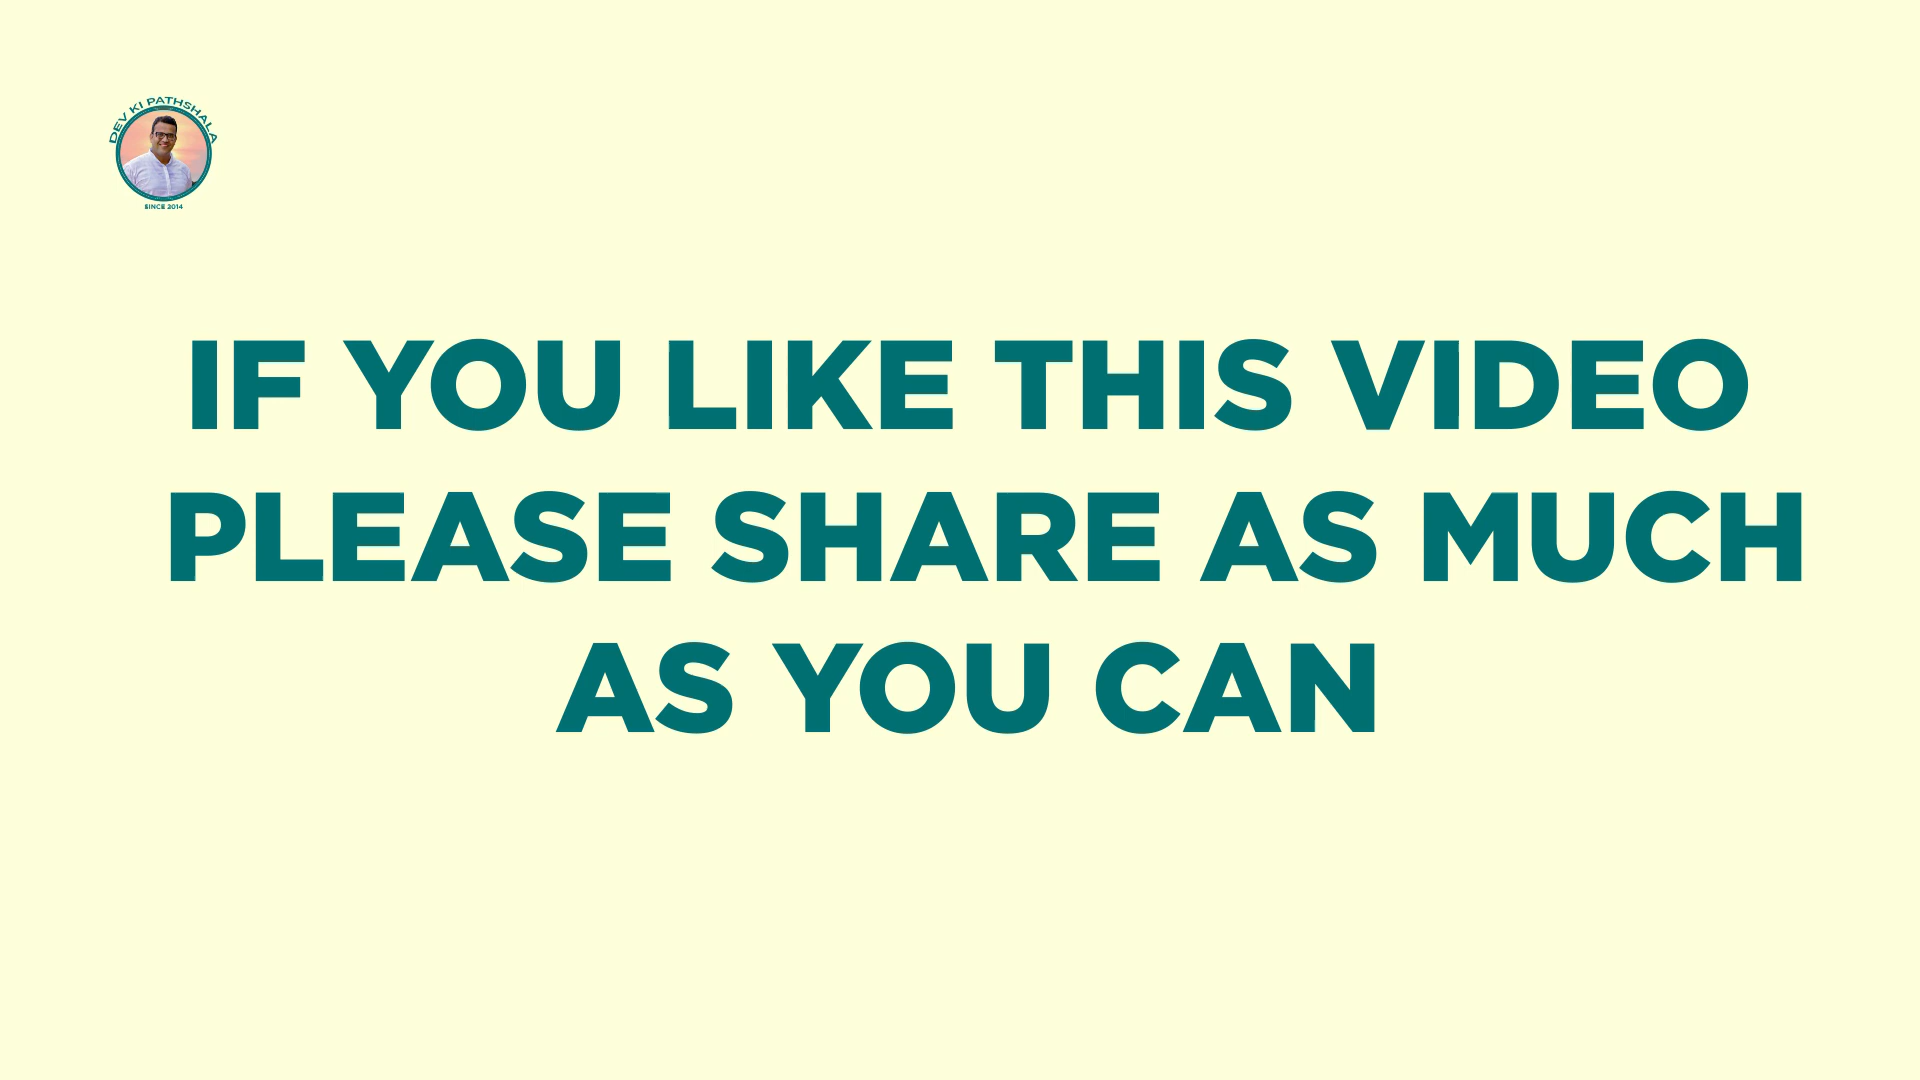 DEV KI PATHSHALA
SINCE 2014
IF YOU LIKE THIS VIDEO
PLEASE SHARE AS MUCH
AS YOU CAN